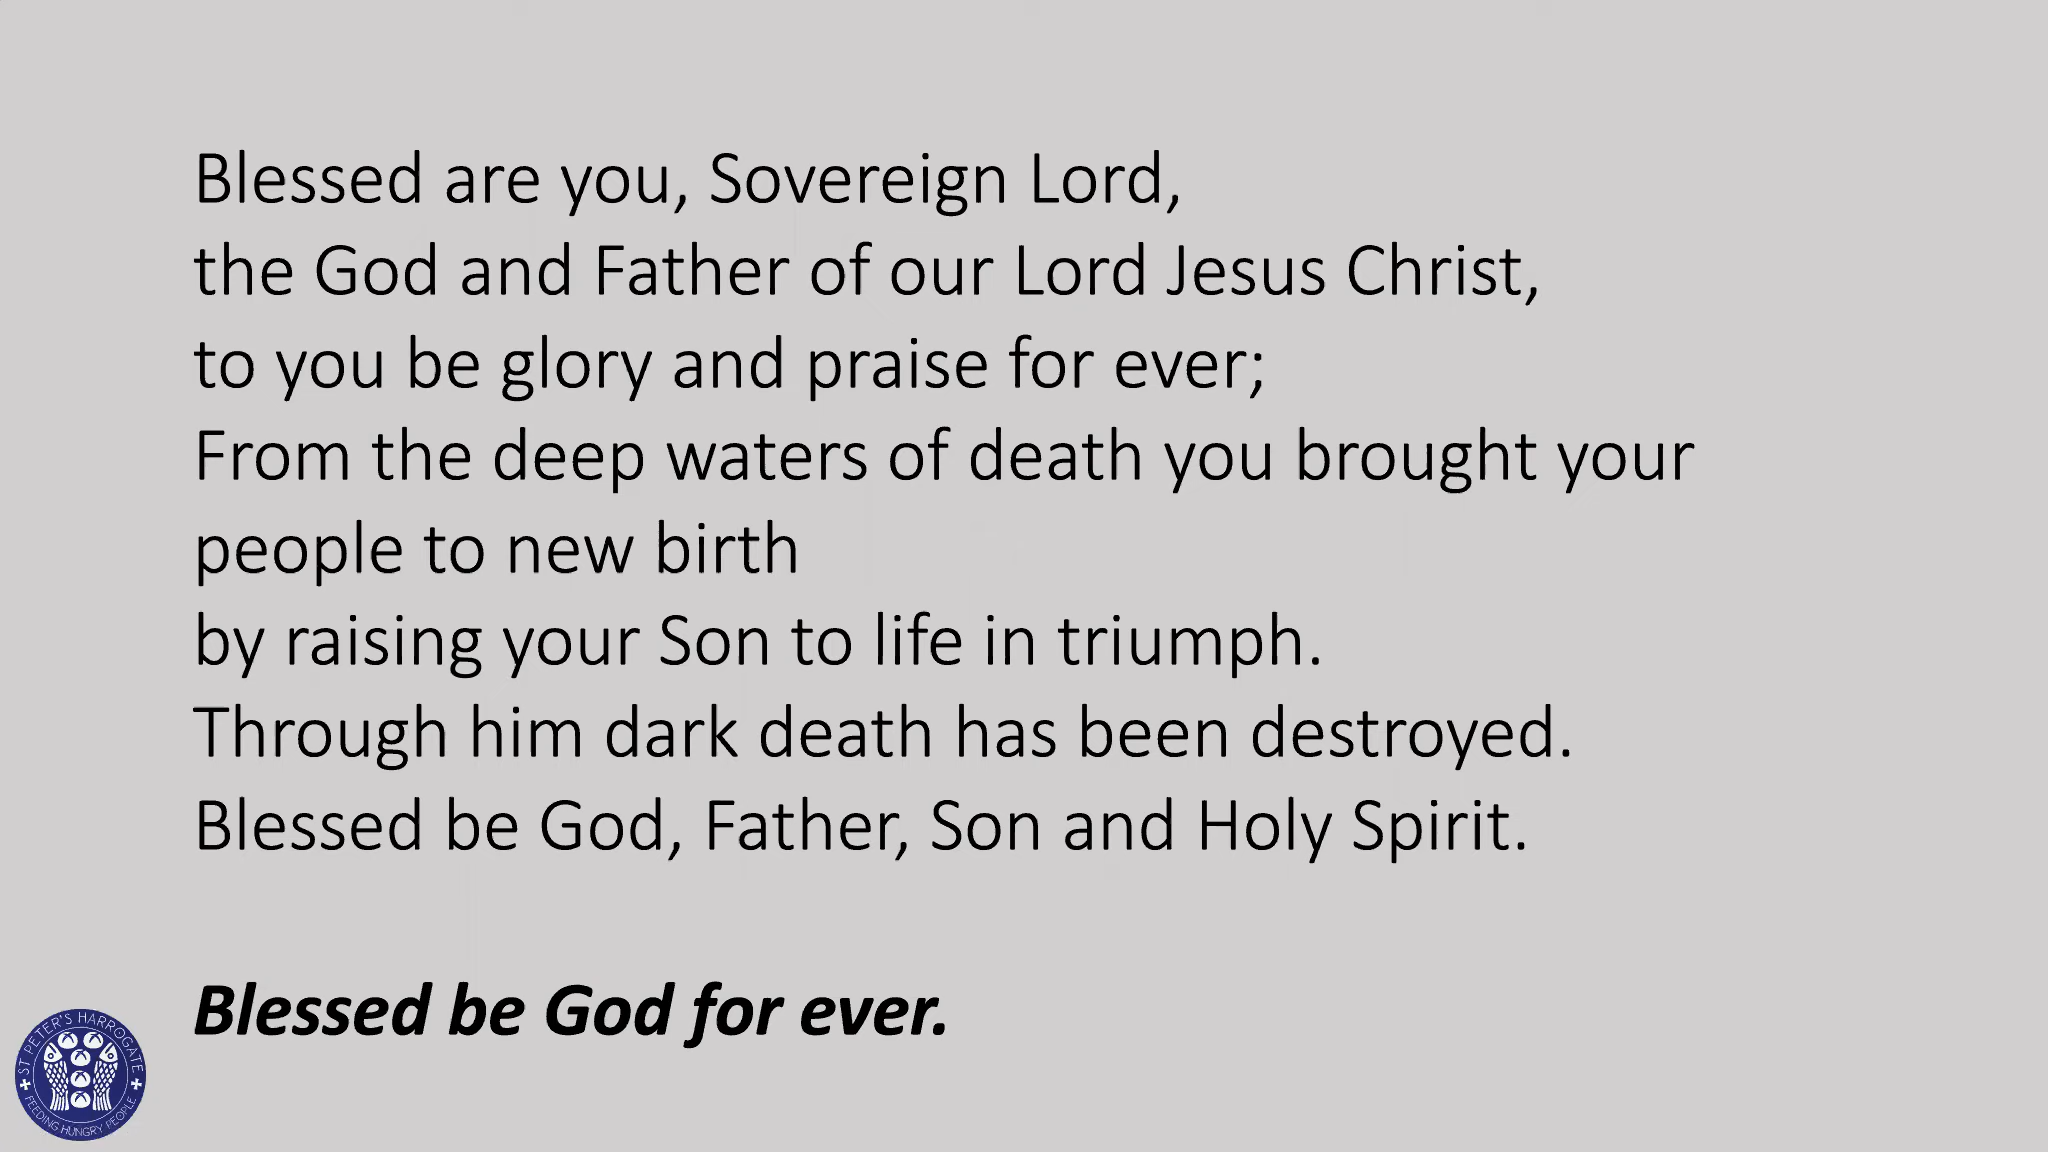 Blessed are you, Sovereign Lord,
the God and Father of our Lord Jesus Christ,
to you be glory and praise for ever;
From the deep waters of death you brought your
people to new birth
by raising your Son to life in triumph.
Through him dark death has been destroyed.
Blessed be God, Father, Son and Holy Spirit.
Blessed be God for ever.
ST PETER'S HARROGATE
FEEDING HUNGRY PEOPLE